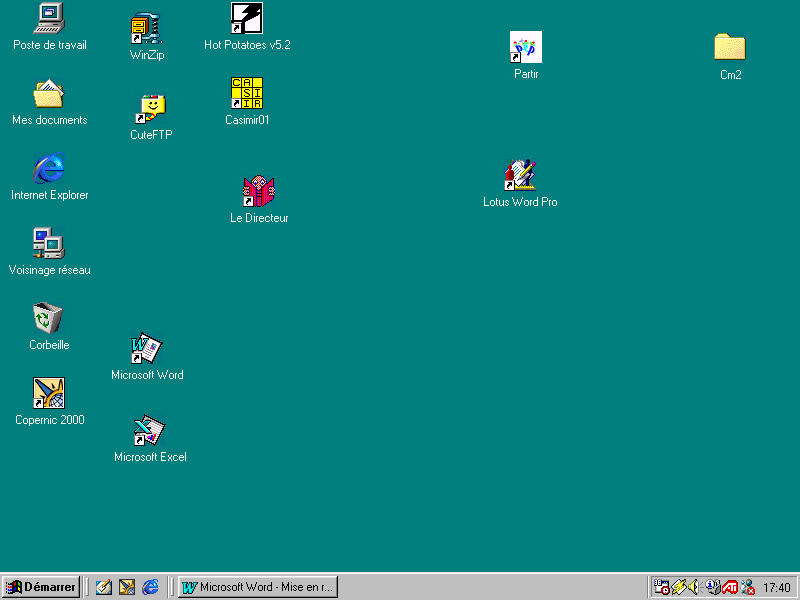 Poste de travail
WinZip
Hot Potatoes v5.2
Partir
Cm2
Mes documents
CuteFTP
CA
SI
IR
Casimir01
Internet Explorer
Le Directeur
Lotus Word Pro
Voisinage réseau
Corbeille
Microsoft Word
Copernic 2000
Microsoft Excel
Démarrer
Microsoft Word - Mise en r...
ATI
17:40